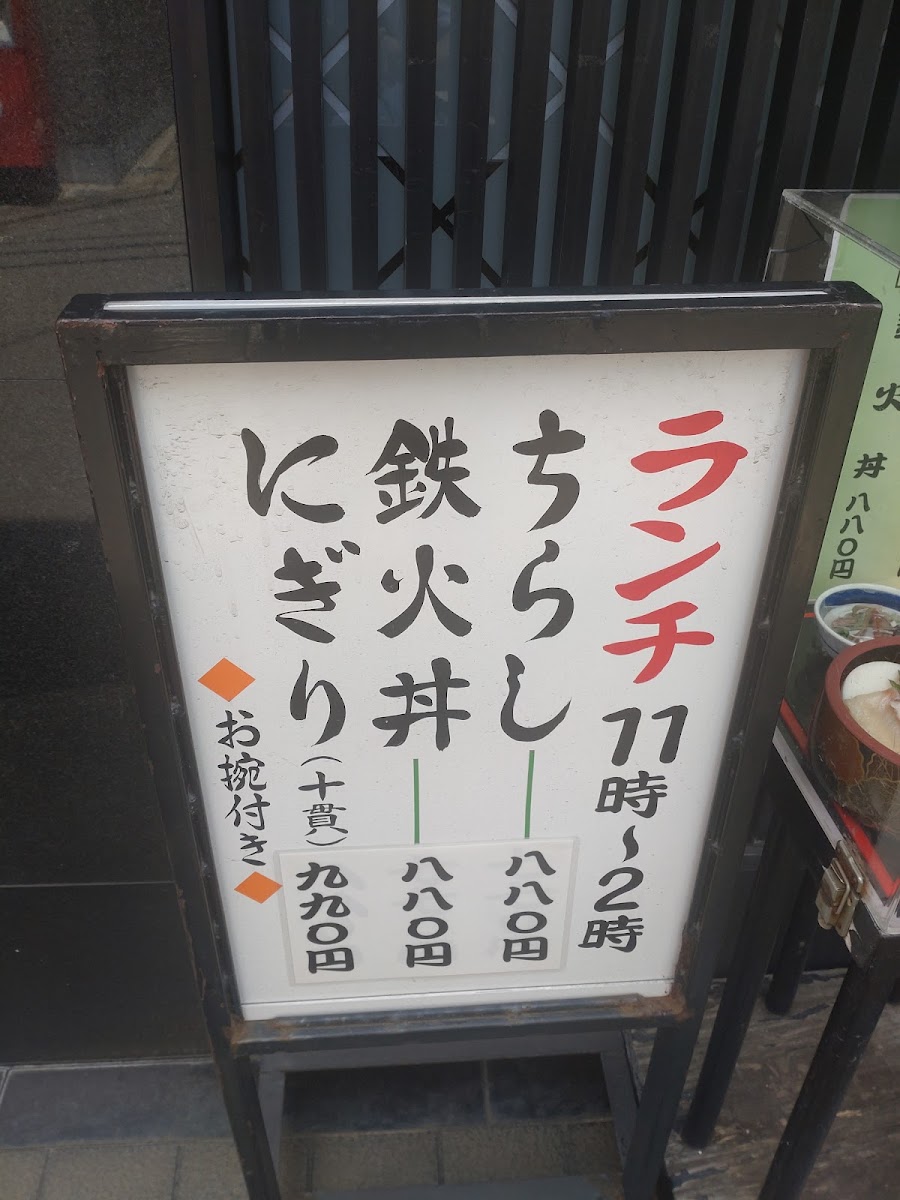 ランチ 11時～2時
ちらし 八八〇円
鉄火丼 八八〇円
にぎり(十貫) 九九〇円
◆お椀付き◆
火丼 八八〇円